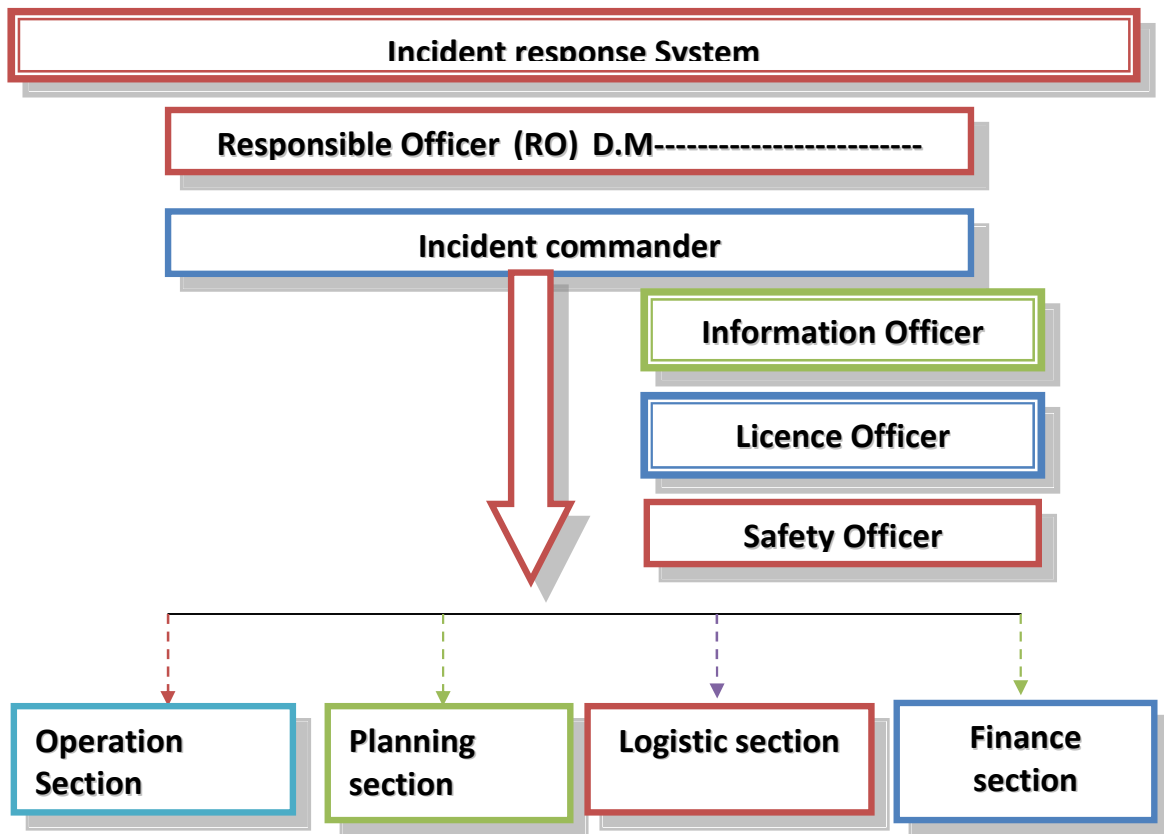 Incident response System
Responsible Officer (RO) D.M-------------------------
Incident commander
Information Officer
Licence Officer
Safety Officer
Operation
Section
Planning
section
Logistic section
Finance
section